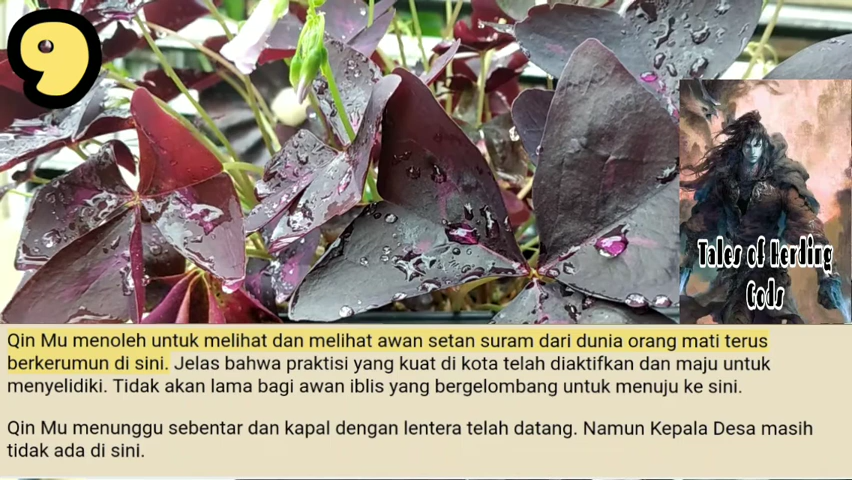 9
Tales of Herding
Gods
Qin Mu menoleh untuk melihat dan melihat awan setan suram dari dunia orang mati terus
berkerumun di sini. Jelas bahwa praktisi yang kuat di kota telah diaktifkan dan maju untuk
menyelidiki. Tidak akan lama bagi awan iblis yang bergelombang untuk menuju ke sini.
Qin Mu menunggu sebentar dan kapal dengan lentera telah datang. Namun Kepala Desa masih
tidak ada di sini.